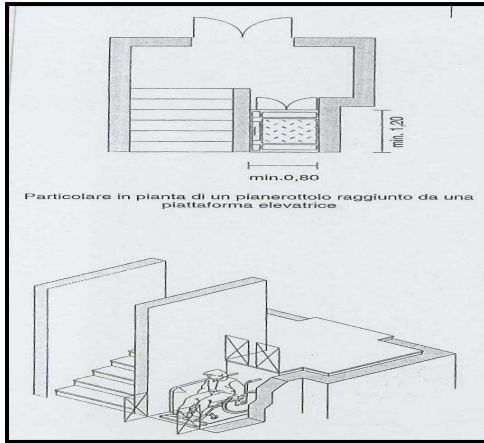 min. 1,20
min.0,80
Particolare in pianta di un pianerottolo raggiunto da una
piattaforma elevatrice